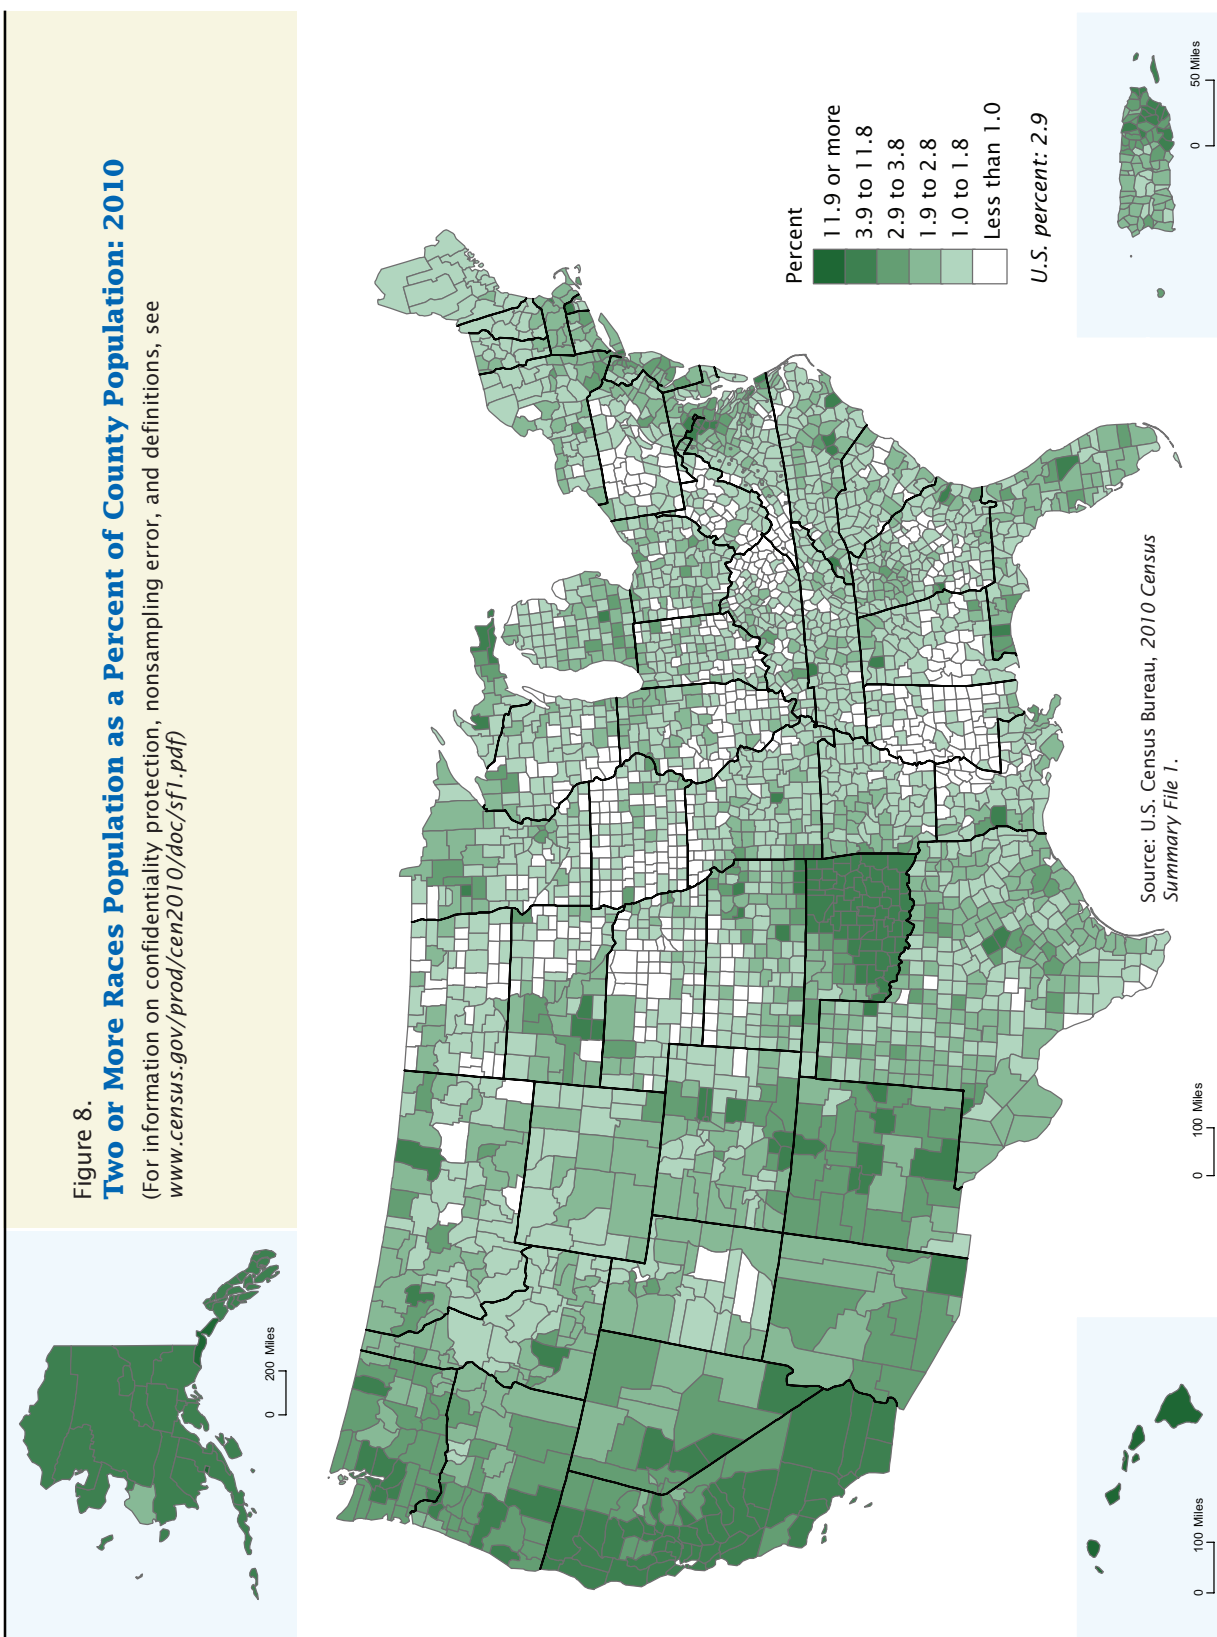 Figure 8.
Two or More Races Population as a Percent of County Population: 2010
(For information on confidentiality protection, nonsampling error, and definitions, see
www.census.gov/prod/cen2010/doc/sf1.pdf)
0 200 Miles
Percent
11.9 or more
3.9 to 11.8
2.9 to 3.8
1.9 to 2.8
1.0 to 1.8
Less than 1.0
U.S. percent: 2.9
Source: U.S. Census Bureau, 2010 Census
Summary File 1.
0 100 Miles
0 100 Miles
0 50 Miles